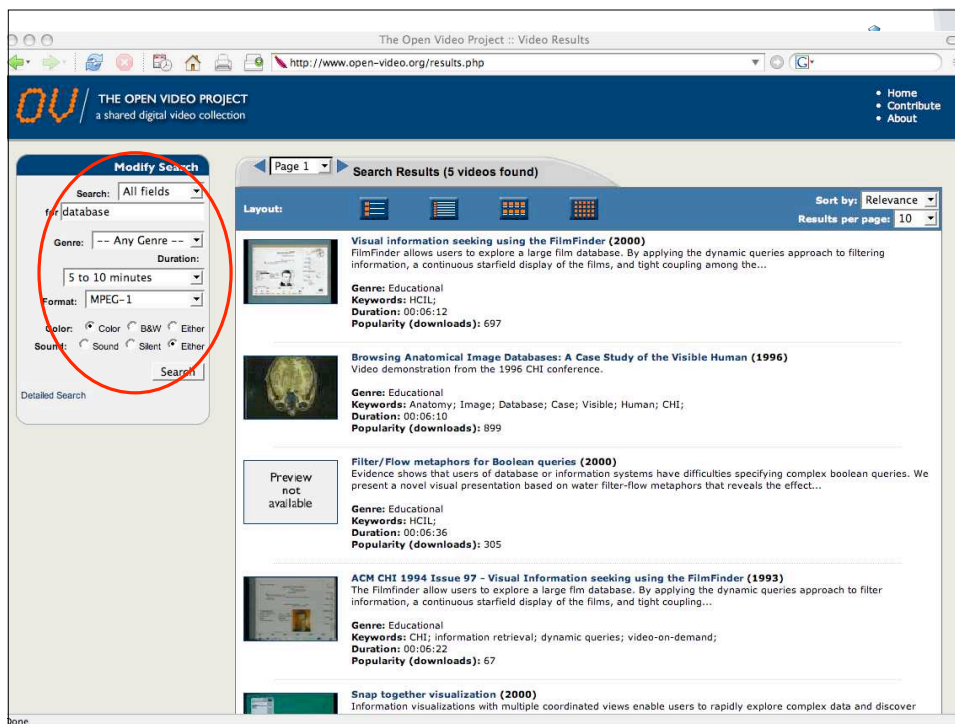 The Open Video Project :: Video Results
http://www.open-video.org/results.php
G
OV
THE OPEN VIDEO PROJECT
a shared digital video collection
• Home
• Contribute
• About
Modify Search
Search: All fields
for database
Genre: -- Any Genre --
Duration:
5 to 10 minutes
Format: MPEG-1
Color: Color B&W Either
Sound: Sound Silent Either
Search
Detailed Search
Page 1
Search Results (5 videos found)
Layout:
Sort by: Relevance
Results per page: 10
Visual information seeking using the FilmFinder (2000)
FilmFinder allows users to explore a large film database. By applying the dynamic queries approach to filtering
information, a continuous starfield display of the films, and tight coupling among the...
Genre: Educational
Keywords: HCIL;
Duration: 00:06:12
Popularity (downloads): 697
Browsing Anatomical Image Databases: A Case Study of the Visible Human (1996)
Video demonstration from the 1996 CHI conference.
Genre: Educational
Keywords: Anatomy; Image; Database; Case; Visible; Human; CHI;
Duration: 00:06:10
Popularity (downloads): 899
Preview
not
available
Filter/Flow metaphors for Boolean queries (2000)
Evidence shows that users of database or information systems have difficulties specifying complex boolean queries. We
present a novel visual presentation based on water filter-flow metaphors that reveals the effect...
Genre: Educational
Keywords: HCIL;
Duration: 00:06:36
Popularity (downloads): 305
ACM CHI 1994 Issue 97 - Visual Information seeking using the FilmFinder (1993)
The Filmfinder allow users to explore a large flm database. By applying the dynamic queries approach to filter
information, a continuous starfield display of the films, and tight coupling...
Genre: Educational
Keywords: CHI; information retrieval; dynamic queries; video-on-demand;
Duration: 00:06:22
Popularity (downloads): 67
Snap together visualization (2000)
Information visualizations with multiple coordinated views enable users to rapidly explore complex data and discover
Done